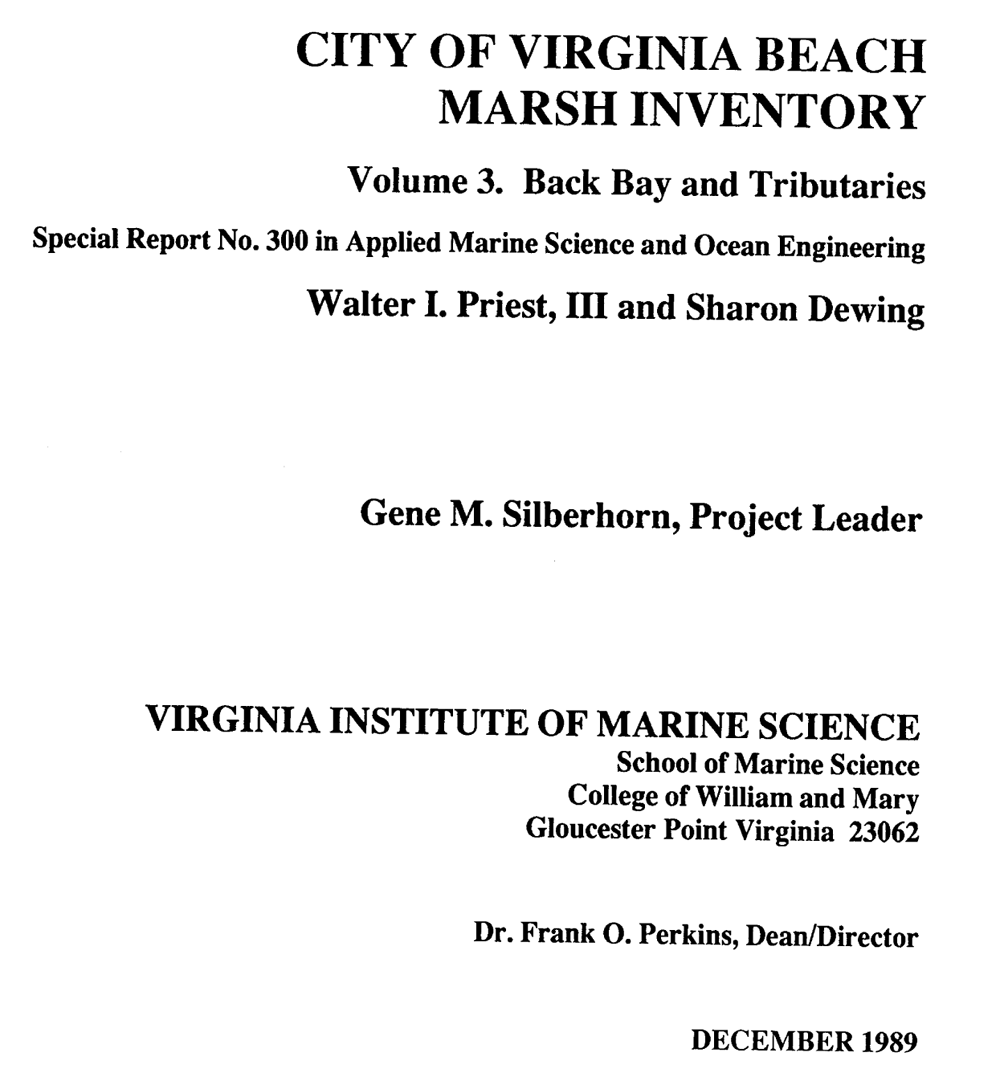 CITY OF VIRGINIA BEACH
MARSH INVENTORY
Volume 3. Back Bay and Tributaries
Special Report No. 300 in Applied Marine Science and Ocean Engineering
Walter I. Priest, III and Sharon Dewing
Gene M. Silberhorn, Project Leader
VIRGINIA INSTITUTE OF MARINE SCIENCE
School of Marine Science
College of William and Mary
Gloucester Point Virginia 23062
Dr. Frank O. Perkins, Dean/Director
DECEMBER 1989